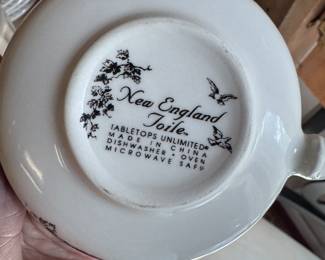 New England
Toile
TABLETOPS UNLIMITED®
MADE IN CHINA
DISHWASHER • OVEN
MICROWAVE SAFE